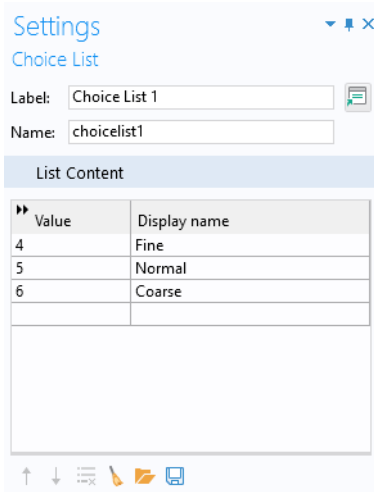 Settings
Choice List
Label: Choice List 1
Name: choicelist1
List Content
Value Display name
4 Fine
5 Normal
6 Coarse